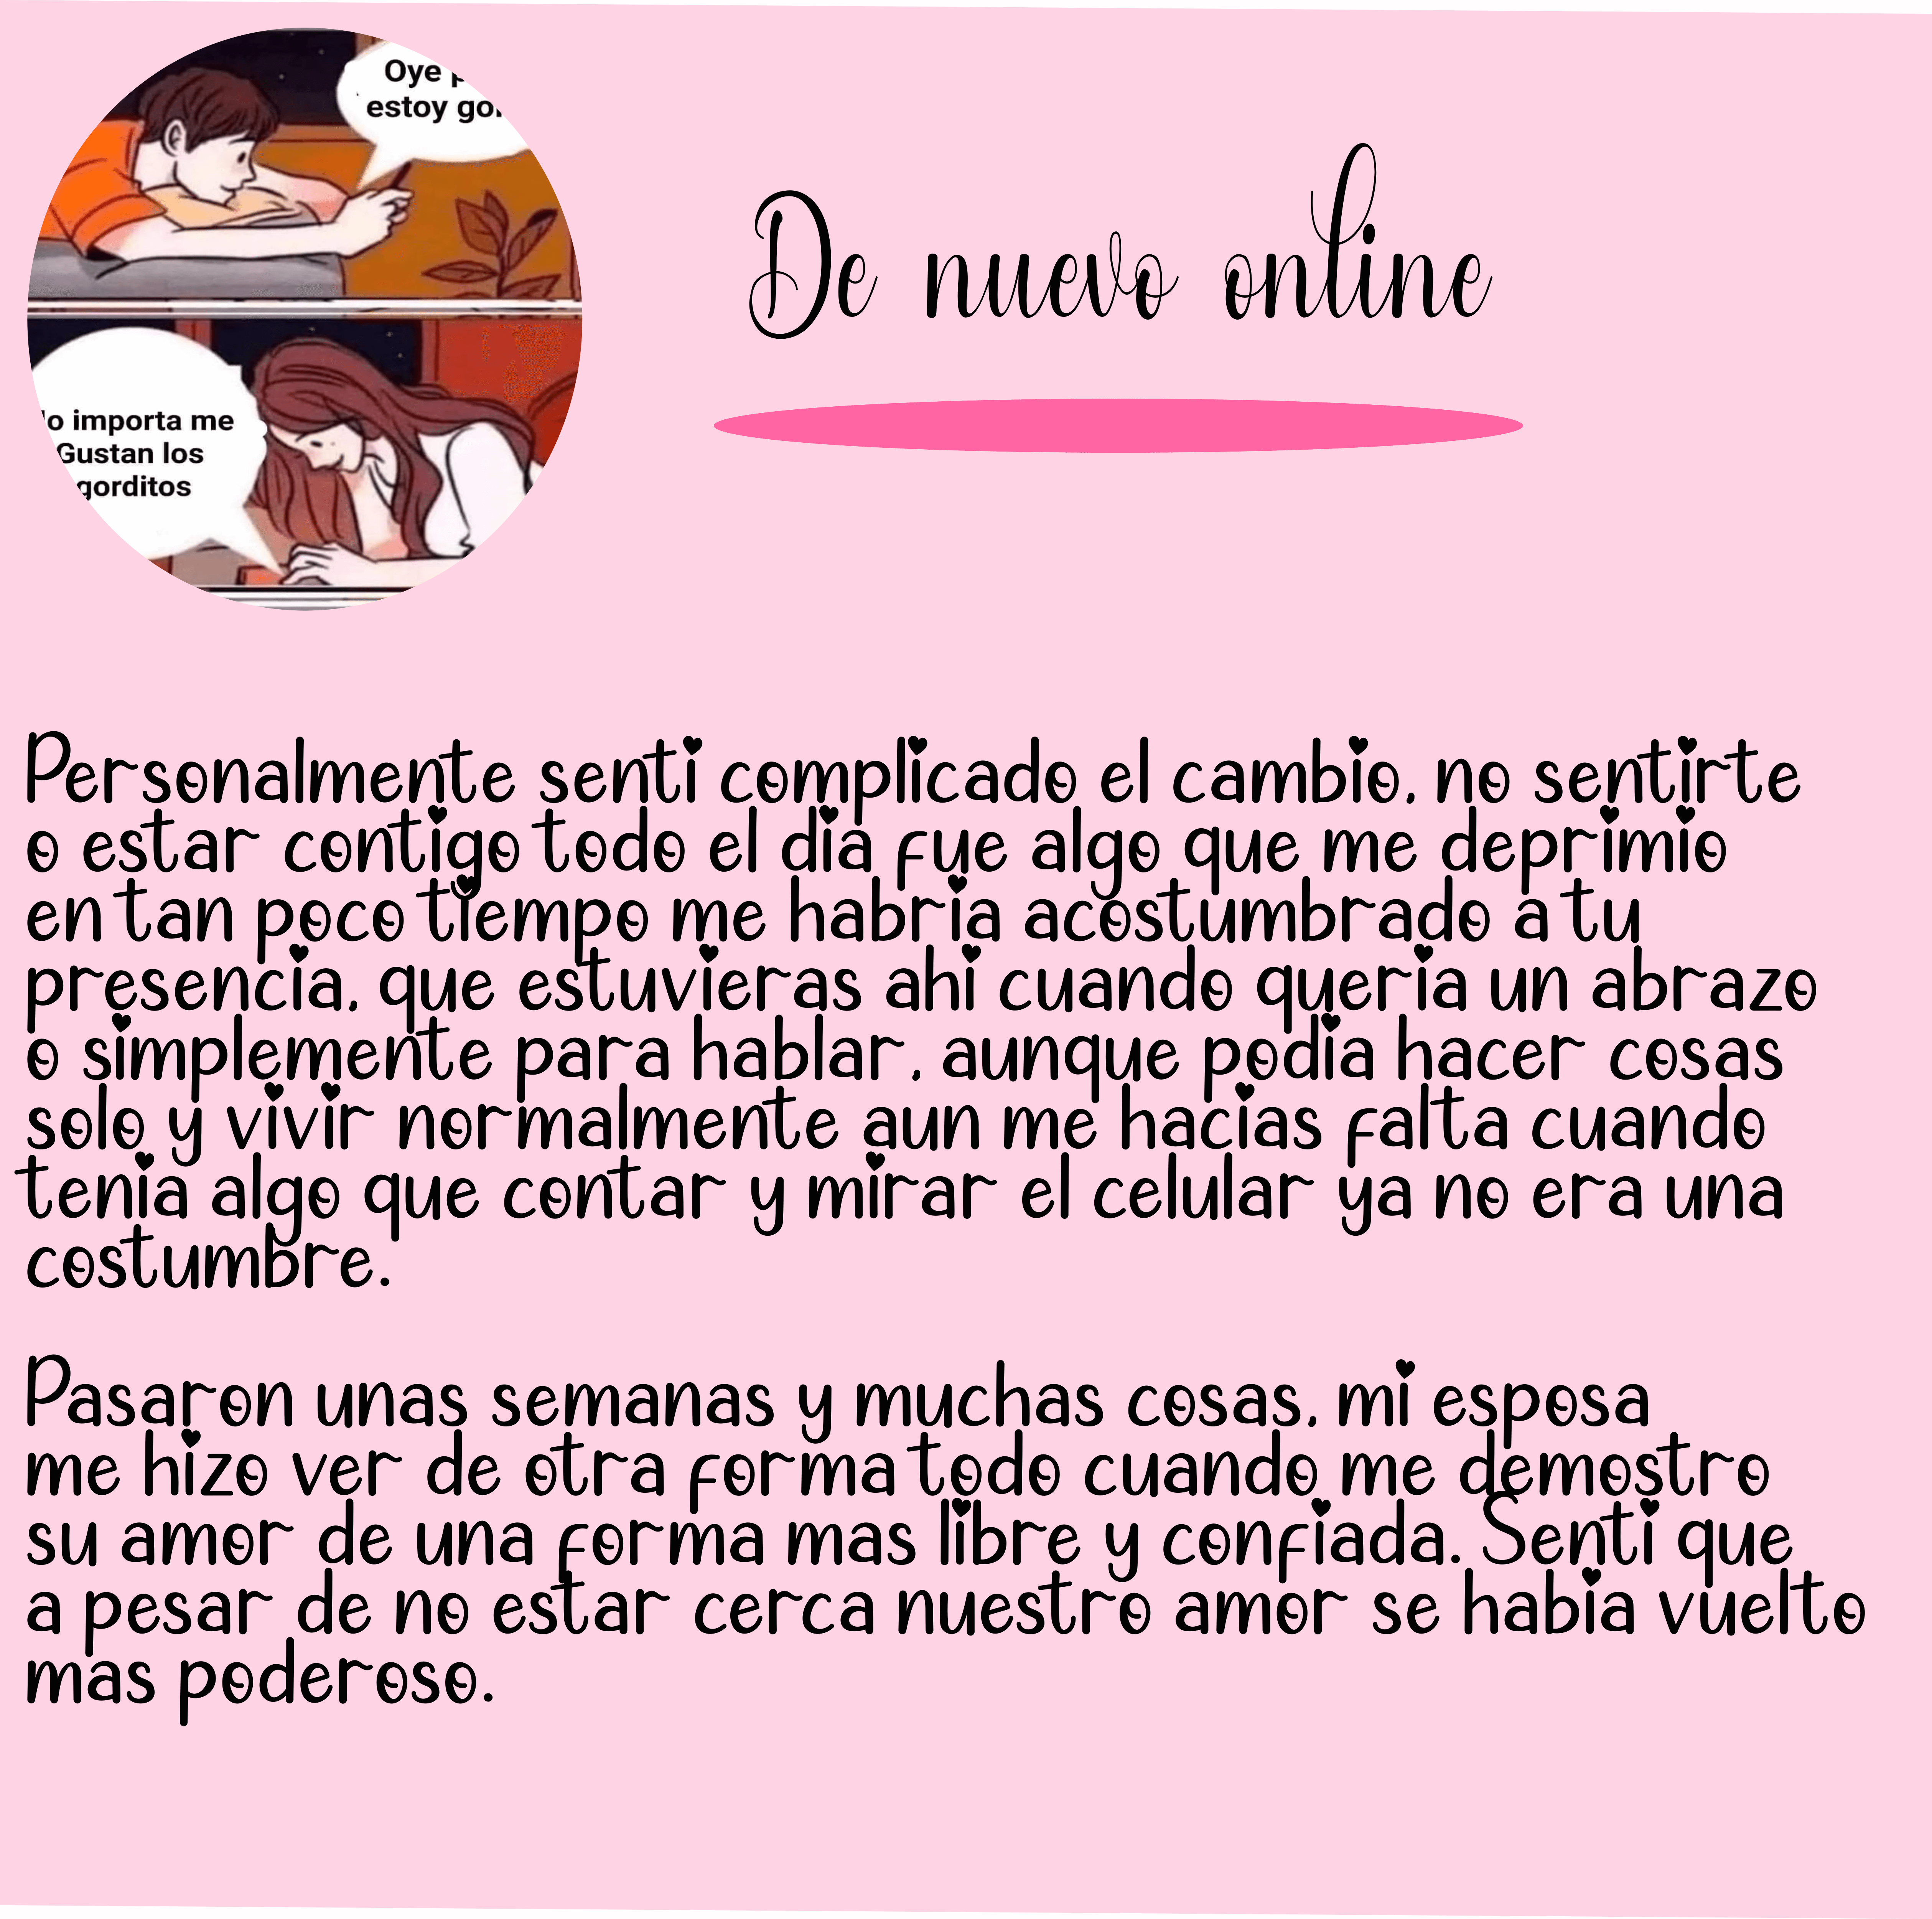 Oye
estoy
De nuevo online
importa me
Gustan los
gorditos
Personalmente senti complicado el cambio, no sentirte
o estar contigo todo el dia fue algo que me deprimio
en tan poco tiempo me habria acostumbrado a tu
presencia, que estuvieras ahi cuando queria un abrazo
o simplemente para hablar, aunque podia hacer cosas
solo y vivir normalmente aun me hacias falta cuando
tenia algo que contar y mirar el celular ya no era una
costumbre.
Pasaron unas semanas y muchas cosas, mi esposa
me hizo ver de otra forma todo cuando me demostro
su amor de una forma mas libre y confiada. Senti que
a pesar de no estar cerca nuestro amor se habia vuelto
mas poderoso.